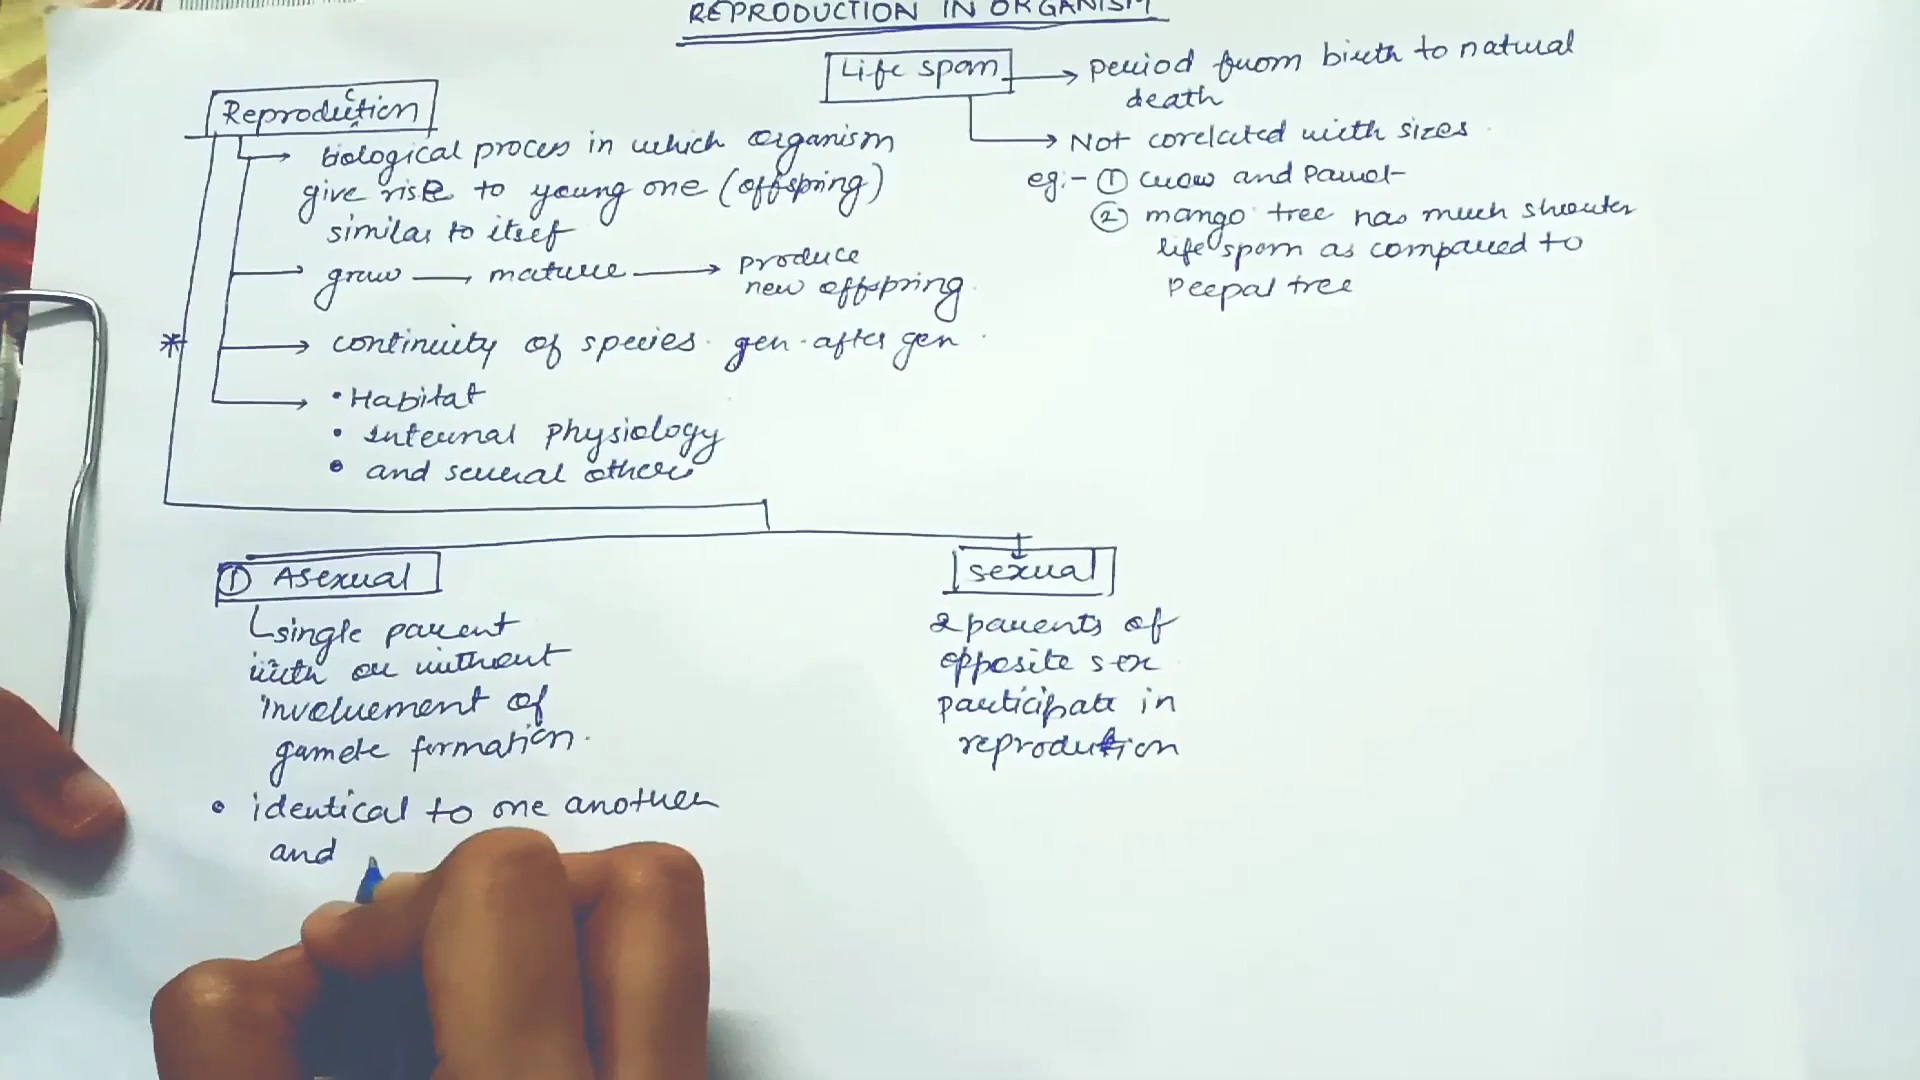 REPRODUCTION IN ORGANISM
Life span
period from birth to natural
death
Not corelated with sizes
eg:- ① crow and Parrot
② mango tree has much shorter
life span as compared to
Peepal tree
Reproduction
biological proces in which organism
give rise to young one (offspring)
similar to itself
grow mature produce
new offspring
* continuity of species. gen. after gen.
• Habitat
• internal physiology
• and several others
① Asexual
single parent
with or without
involvement of
gamete formation.
• identical to one another
and
sexual
2 parents of
opposite sex
participate in
reproduction